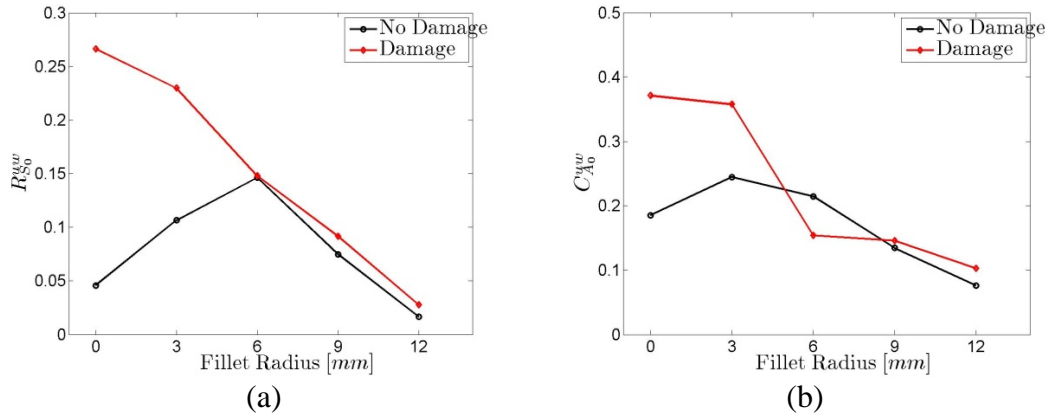 0.3
0.25
0.2
0.15
0.1
0.05
0
R^{uw}_{S_0}
No Damage
Damage
0 3 6 9 12
Fillet Radius [mm]
(a)
0.5
0.4
0.3
0.2
0.1
0
C^{uw}_{A_0}
No Damage
Damage
0 3 6 9 12
Fillet Radius [mm]
(b)